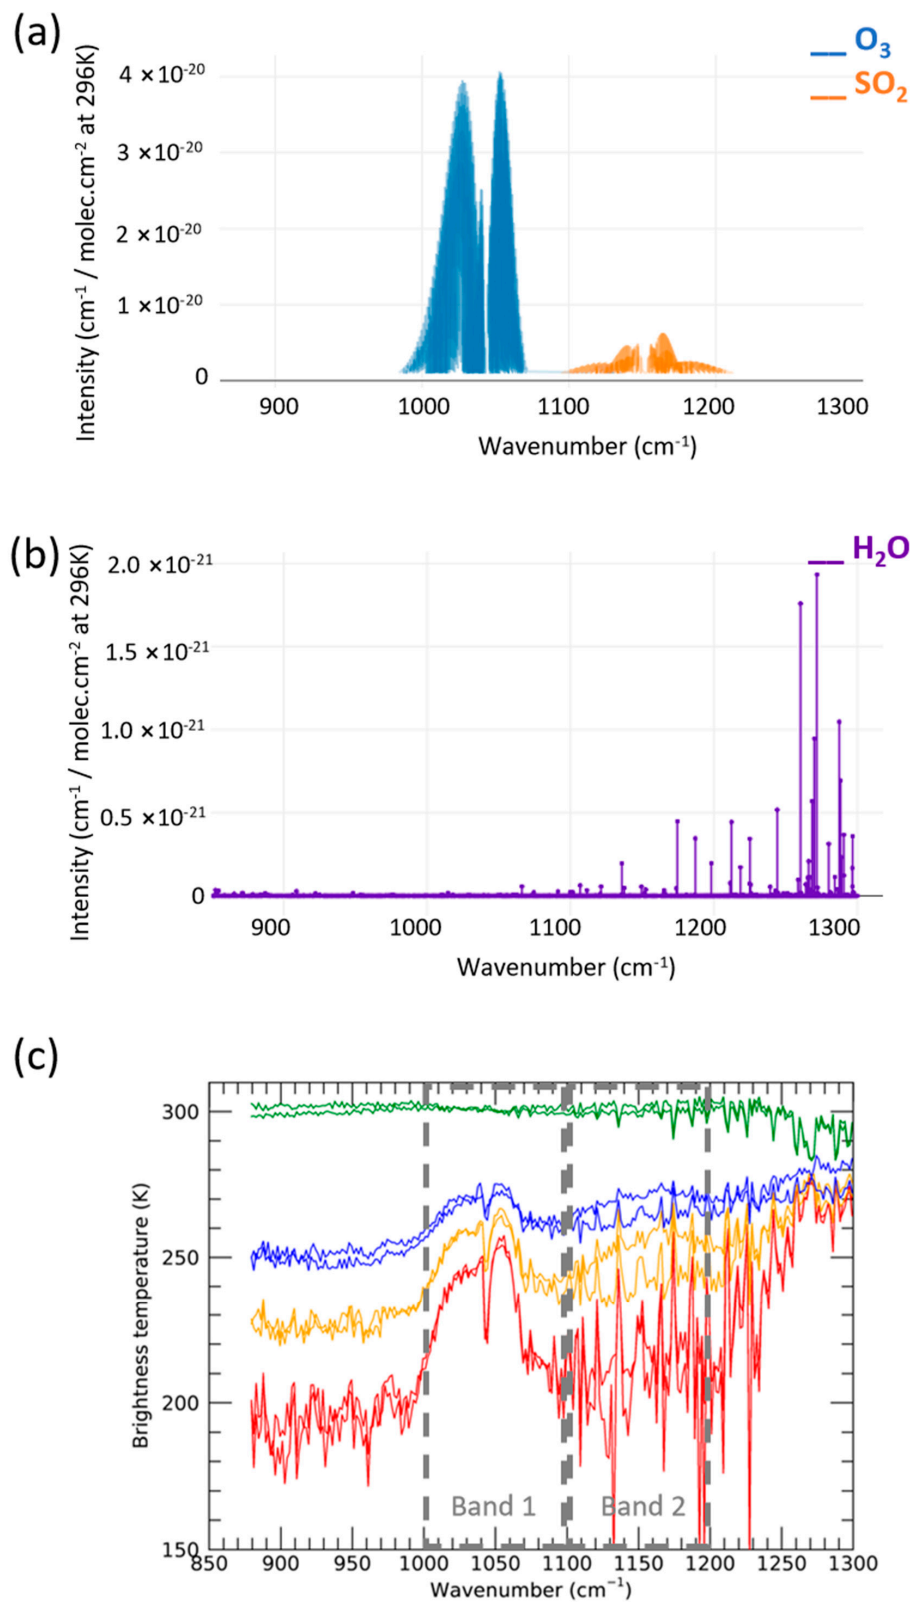 (a)
O₃
SO₂
Intensity (cm⁻¹ / molec.cm⁻² at 296K)
4 ×10⁻²⁰
3 ×10⁻²⁰
2 ×10⁻²⁰
1 ×10⁻²⁰
0
900 1000 1100 1200 1300
Wavenumber (cm⁻¹)
(b)
H₂O
Intensity (cm⁻¹ / molec.cm⁻² at 296K)
2.0 ×10⁻²¹
1.5 ×10⁻²¹
1.0 ×10⁻²¹
0.5 ×10⁻²¹
0
900 1000 1100 1200 1300
Wavenumber (cm⁻¹)
(c)
Brightness temperature (K)
300
250
200
150
Band 1 Band 2
850 900 950 1000 1050 1100 1150 1200 1250 1300
Wavenumber (cm⁻¹)